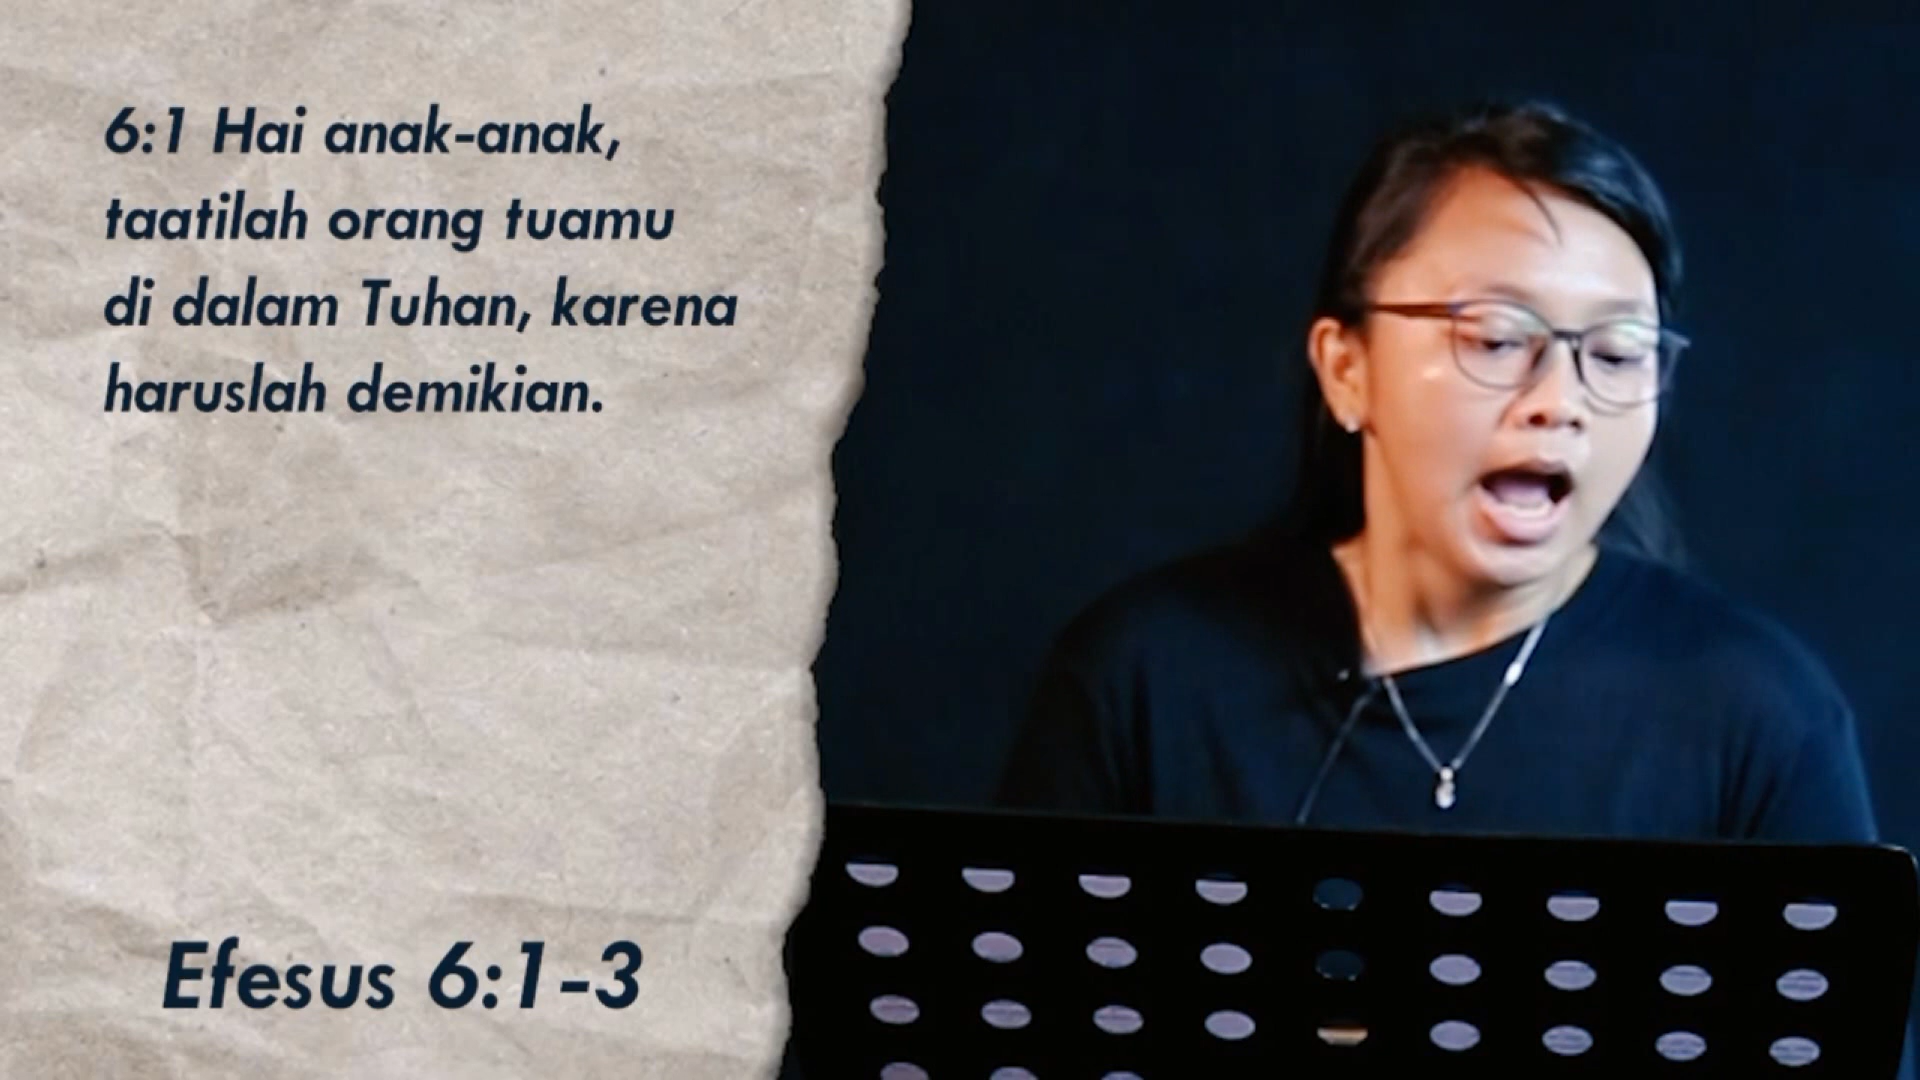 6:1 Hai anak-anak,
taatilah orang tuamu
di dalam Tuhan, karena
haruslah demikian.
Efesus 6:1-3